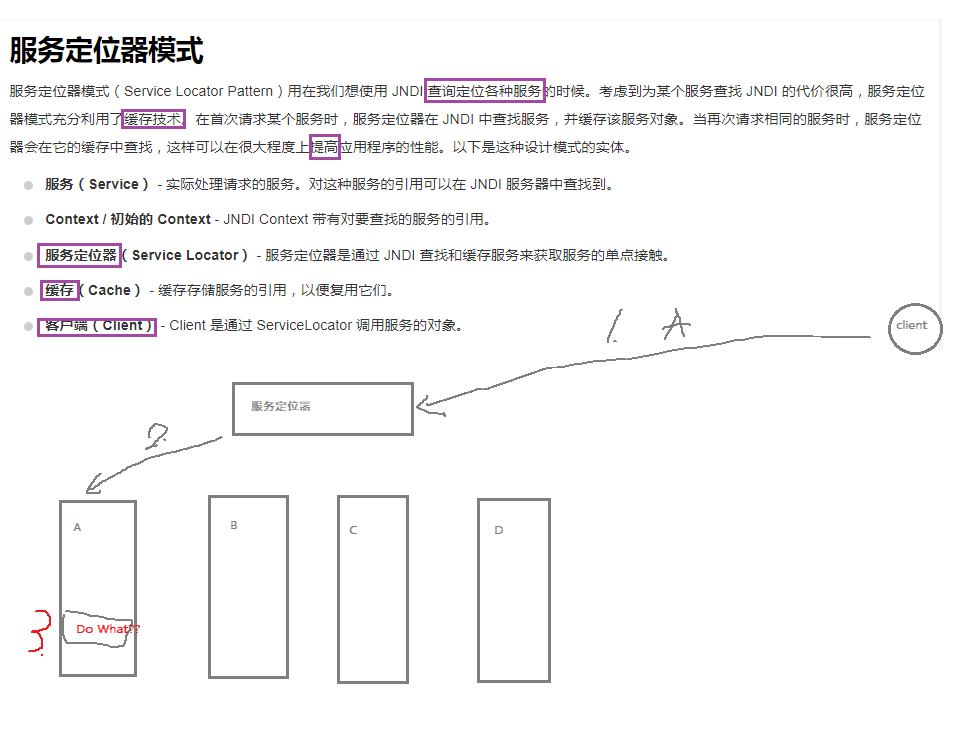 服务定位器模式
服务定位器模式（Service Locator Pattern）用在我们想使用 JNDI 查询定位各种服务的时候。考虑到为某个服务查找 JNDI 的代价很高，服务定位
器模式充分利用了缓存技术。在首次请求某个服务时，服务定位器在 JNDI 中查找服务，并缓存该服务对象。当再次请求相同的服务时，服务定位
器会在它的缓存中查找，这样可以在很大程度上提高应用程序的性能。以下是这种设计模式的实体。
服务（Service） - 实际处理请求的服务。对这种服务的引用可以在 JNDI 服务器中查找到。
Context / 初始的 Context - JNDI Context 带有对要查找的服务的引用。
服务定位器（Service Locator） - 服务定位器是通过 JNDI 查找和缓存服务来获取服务的单点接触。
缓存（Cache） - 缓存存储服务的引用，以便复用它们。
客户端（Client） - Client 是通过 ServiceLocator 调用服务的对象。
1. A
client
服务定位器
2.
A
B
C
D
3.
Do What??